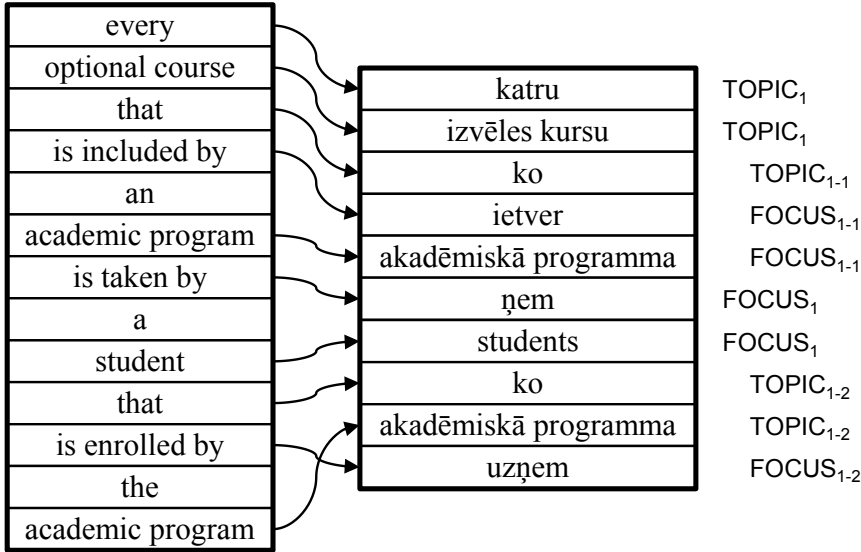 every
optional course
that
is included by
an
academic program
is taken by
a
student
that
is enrolled by
the
academic program
katru TOPIC1
izvēles kursu TOPIC1
ko TOPIC1-1
ietver FOCUS1-1
akadēmiskā programma FOCUS1-1
ņem FOCUS1
students FOCUS1
ko TOPIC1-2
akadēmiskā programma TOPIC1-2
uzņem FOCUS1-2